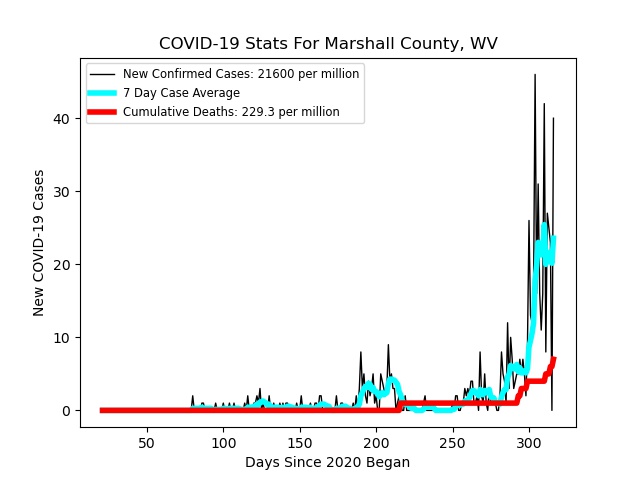 COVID-19 Stats For Marshall County, WV
New Confirmed Cases: 21600 per million
7 Day Case Average
Cumulative Deaths: 229.3 per million
New COVID-19 Cases
40
30
20
10
0
50 100 150 200 250 300
Days Since 2020 Began